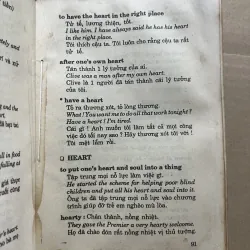 to have the heart in the right place
Tử tế, lương thiện, tốt.
I like him. I have always said he has his heart
in the right place.
Tôi thích cậu ta. Tôi luôn cho rằng cậu ta rất
tử tế.
after one's own heart
Tán thành lý tưởng của ai.
Clive was a man after my own heart.
Clive là người đã tán thành cái lý tưởng
của tôi.
* have a heart
Tỏ ra thương xót, tỏ lòng thương.
What! You want me to do all that work tonight?
Have a heart! I'm tired.
Cái gì! Anh muốn tôi làm tất cả mọi công
việc đó tối nay sao? Hãy thương xót tôi với!
Tôi mệt lắm rồi.
❑ HEART
to put one's heart and soul into a thing
Tập trung mọi nỗ lực làm việc gì.
He started the scheme for helping poor blind
children and put all his heart and soul into it.
Ông ta đã tập trung mọi nỗ lực vào chương
trình giúp đỡ trẻ em nghèo mù lòa.
hearty : Chân thành, nồng nhiệt.
They gave the Premier a very hearty welcome.
Họ đã chào đón rất nồng nhiệt vị thủ tướng
91